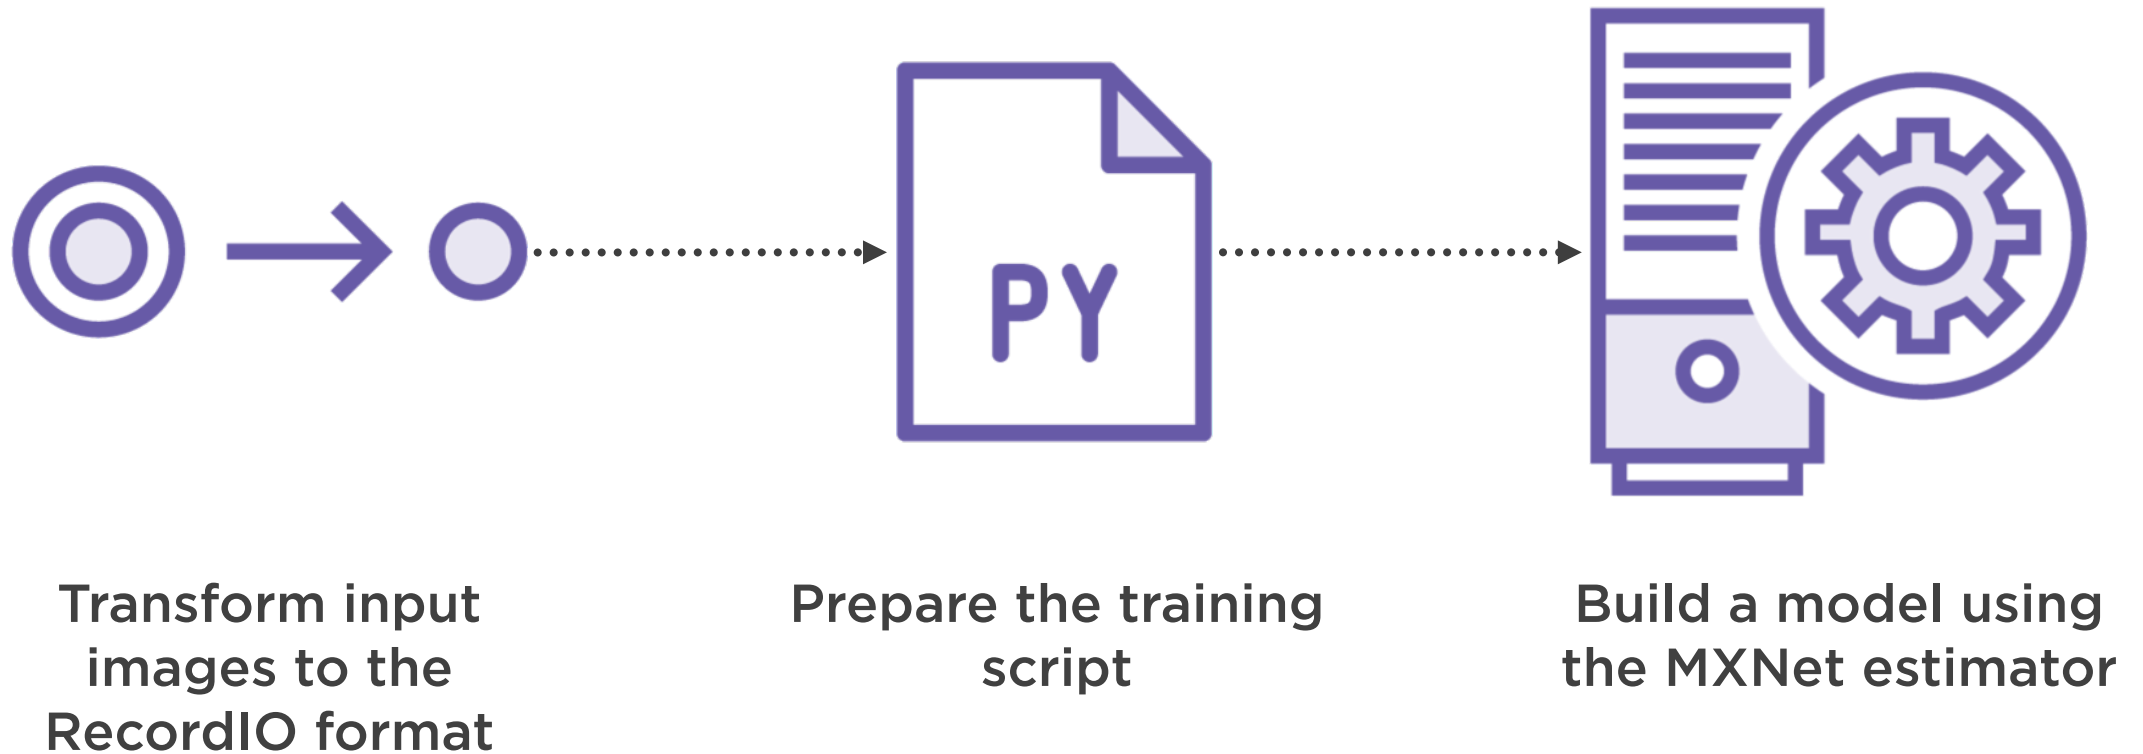 PY
Transform input
images to the
RecordIO format
Prepare the training
script
Build a model using
the MXNet estimator